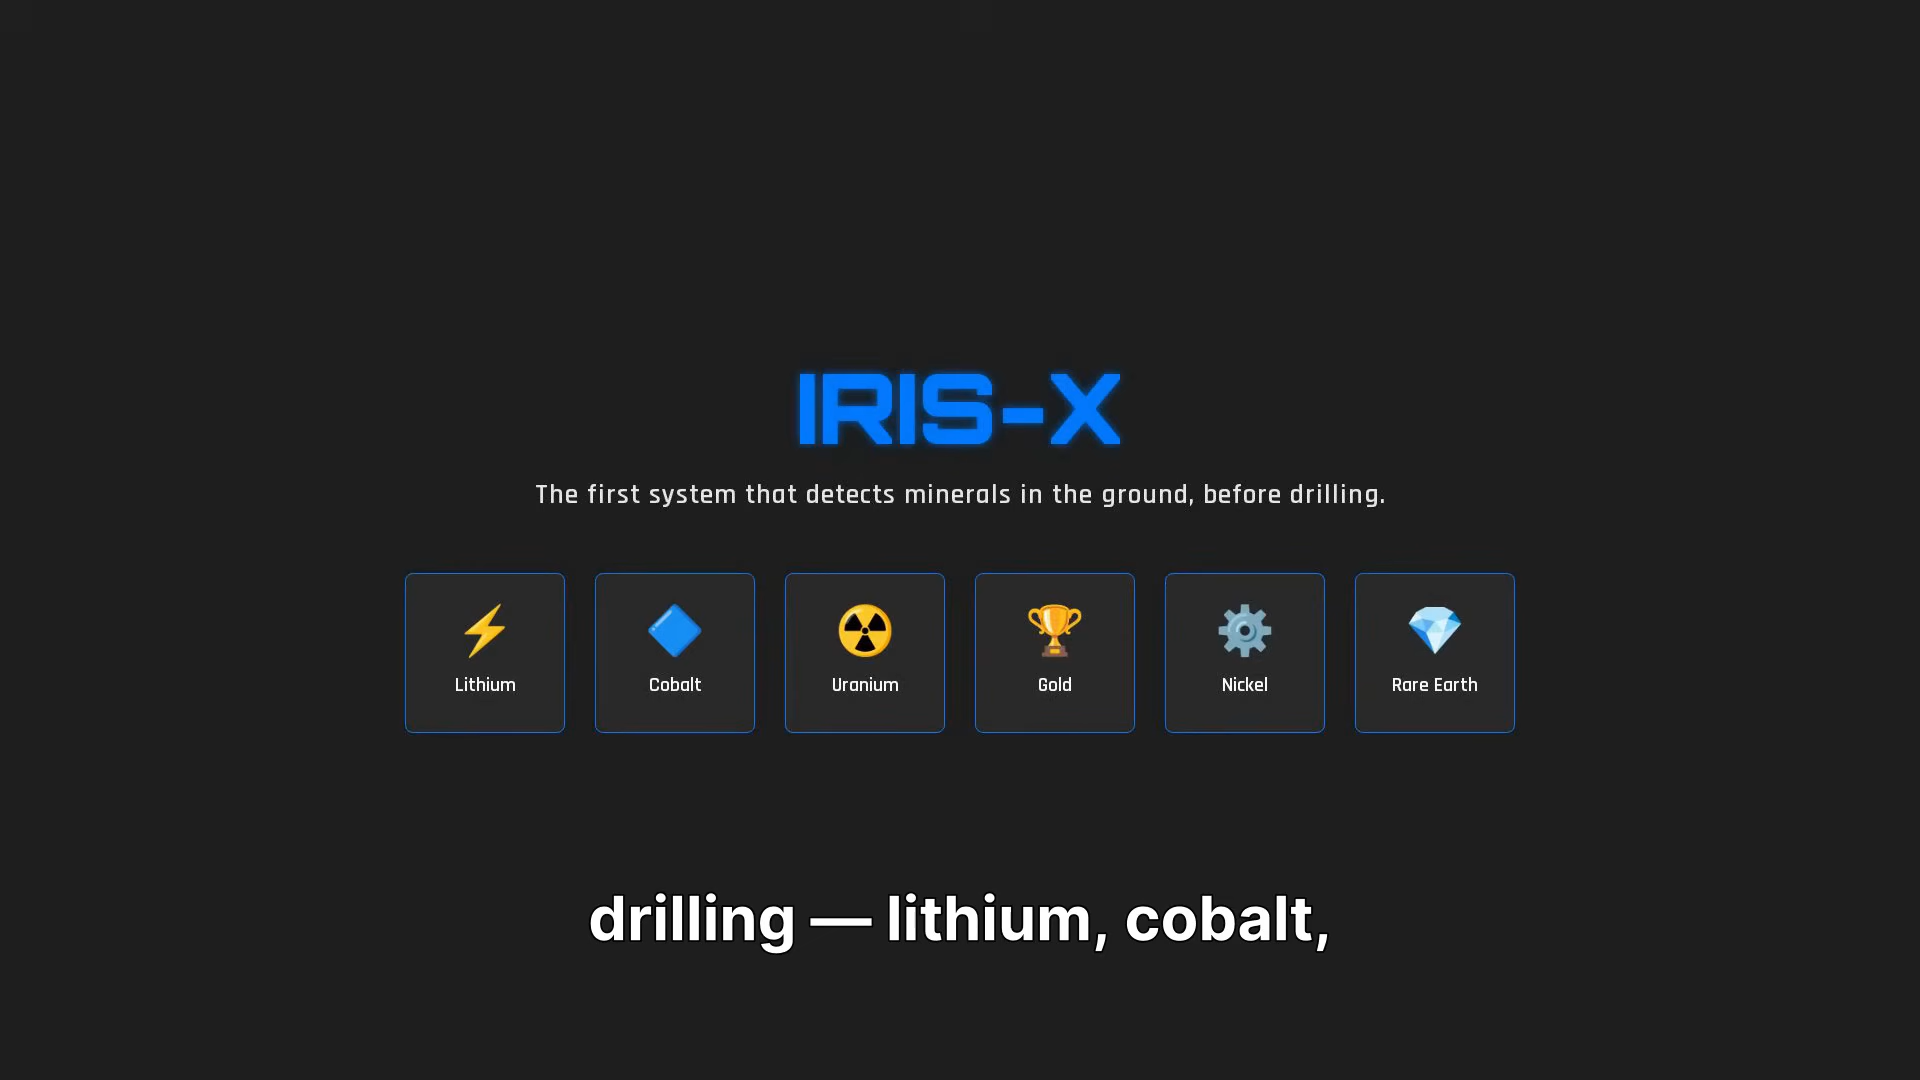 IRIS-X
The first system that detects minerals in the ground, before drilling.
Lithium
Cobalt
Uranium
Gold
Nickel
Rare Earth
drilling — lithium, cobalt,